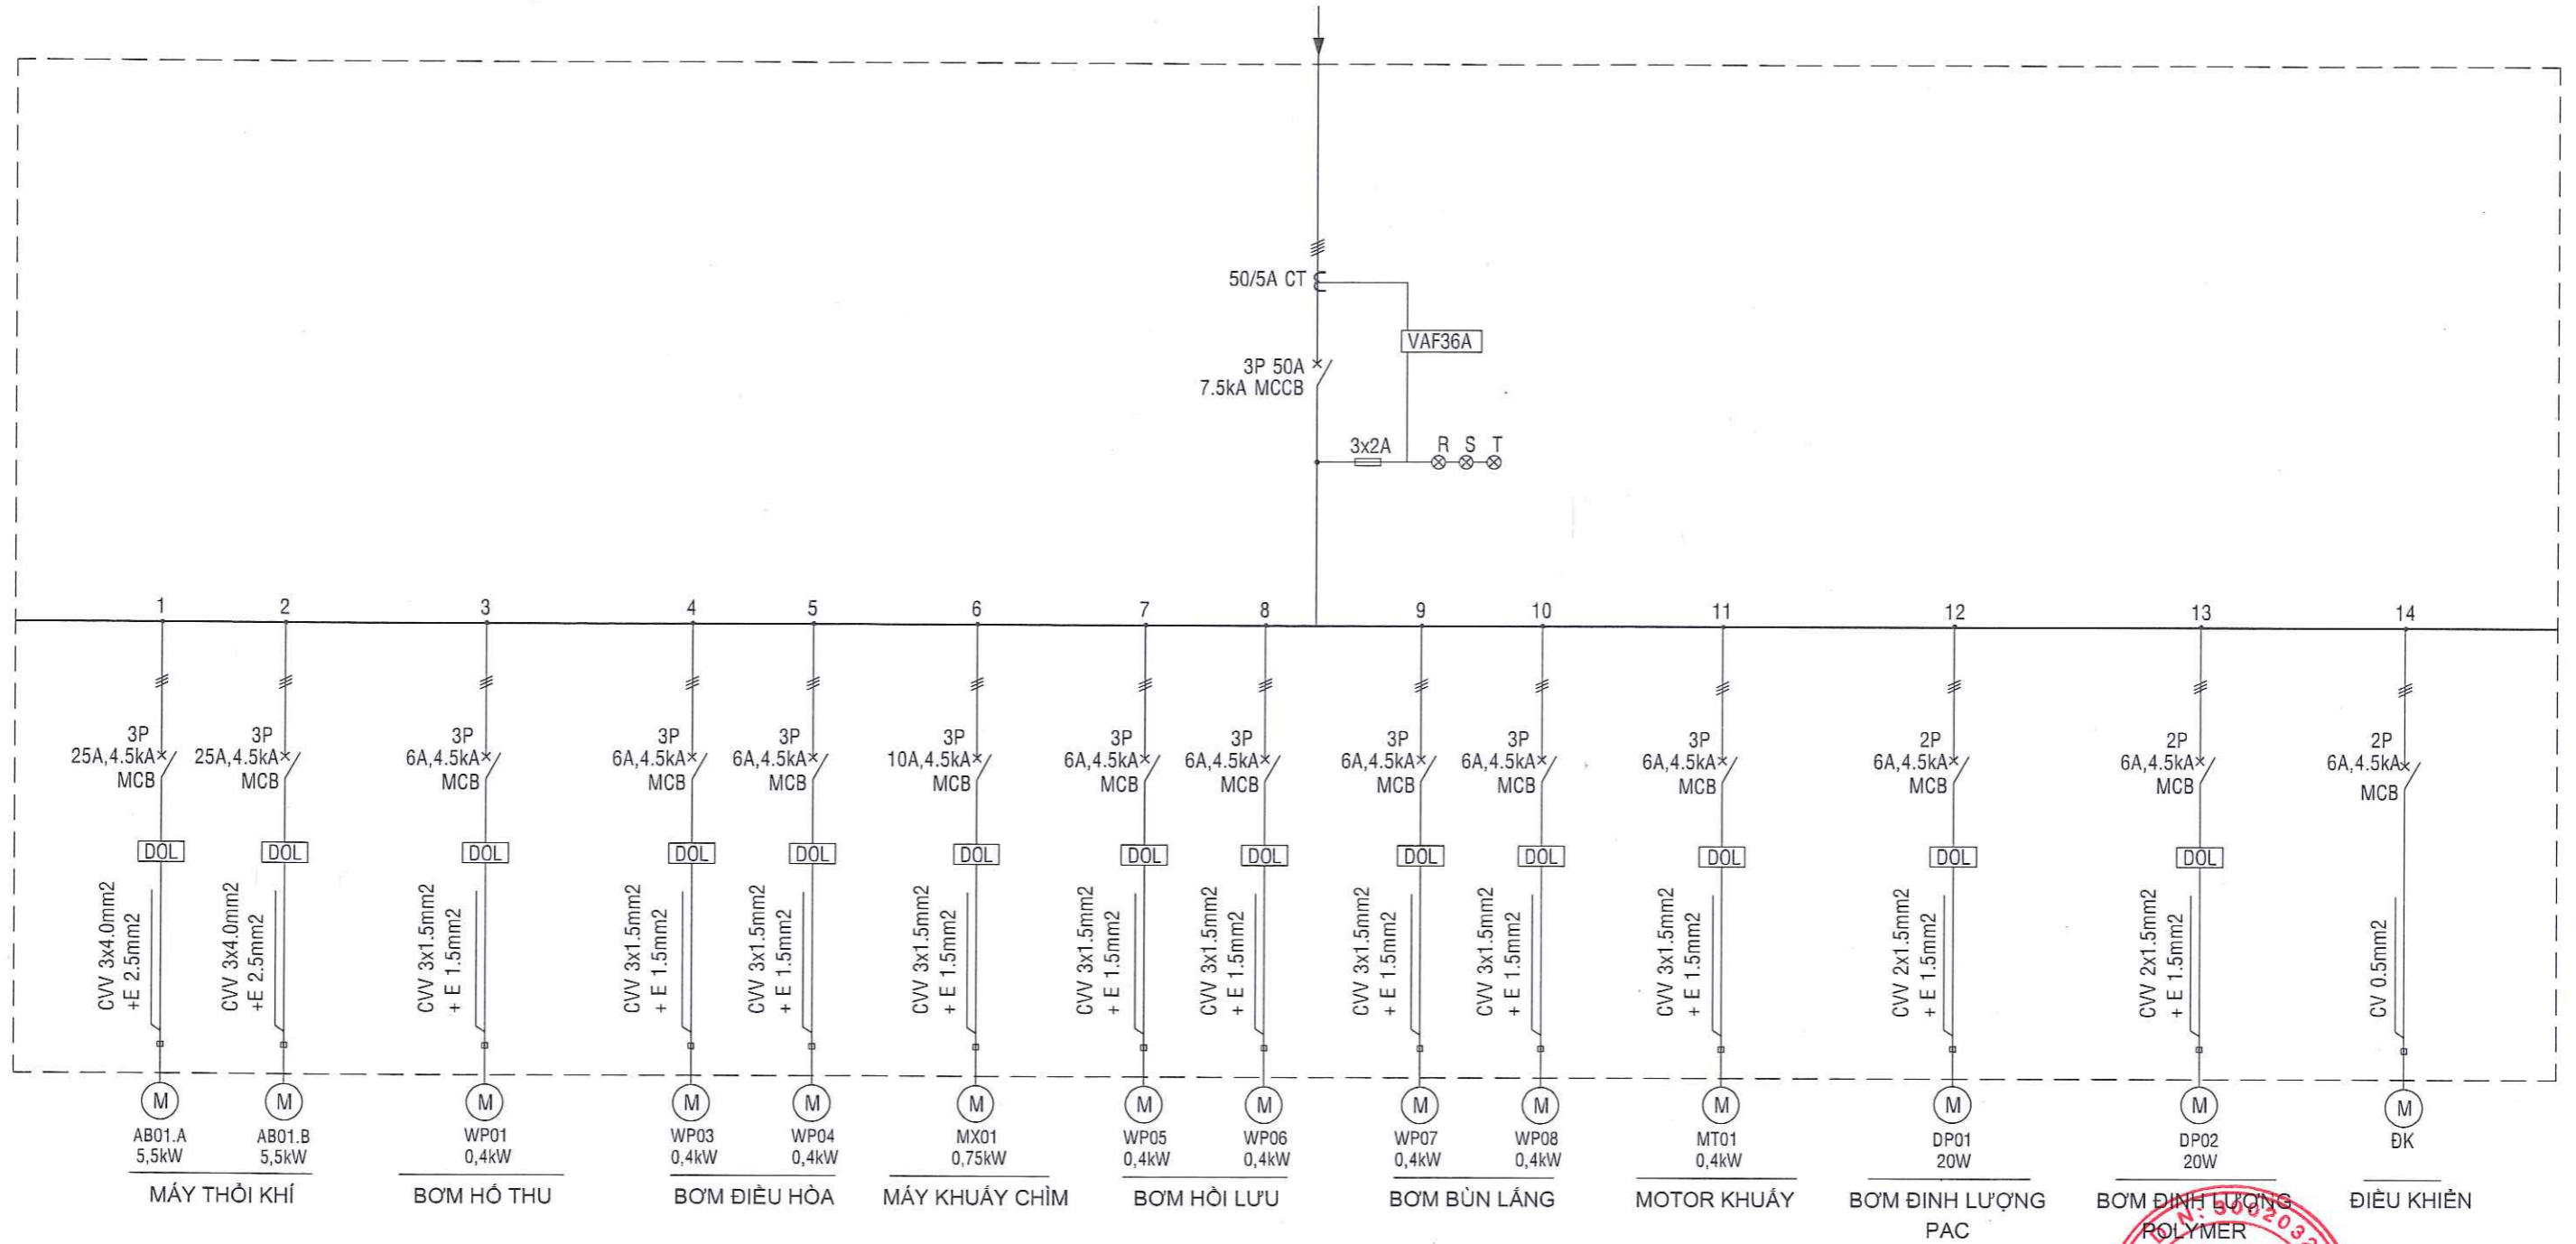 50/5A CT
VAF36A
3P 50A
7.5kA MCCB
3x2A
R S T
1
2
3
4
5
6
7
8
9
10
11
12
13
14
3P
25A,4.5kA
MCB
3P
25A,4.5kA
MCB
3P
6A,4.5kA
MCB
3P
6A,4.5kA
MCB
3P
6A,4.5kA
MCB
3P
10A,4.5kA
MCB
3P
6A,4.5kA
MCB
3P
6A,4.5kA
MCB
3P
6A,4.5kA
MCB
3P
6A,4.5kA
MCB
3P
6A,4.5kA
MCB
2P
6A,4.5kA
MCB
2P
6A,4.5kA
MCB
2P
6A,4.5kA
MCB
DOL
DOL
DOL
DOL
DOL
DOL
DOL
DOL
DOL
DOL
DOL
DOL
DOL
CVV 3x4.0mm2
+E 2.5mm2
CVV 3x4.0mm2
+E 2.5mm2
CVV 3x1.5mm2
+ E 1.5mm2
CVV 3x1.5mm2
+ E 1.5mm2
CVV 3x1.5mm2
+ E 1.5mm2
CVV 3x1.5mm2
+ E 1.5mm2
CVV 3x1.5mm2
+ E 1.5mm2
CVV 3x1.5mm2
+ E 1.5mm2
CVV 3x1.5mm2
+ E 1.5mm2
CVV 3x1.5mm2
+ E 1.5mm2
CVV 3x1.5mm2
+ E 1.5mm2
CVV 2x1.5mm2
+ E 1.5mm2
CVV 2x1.5mm2
+ E 1.5mm2
CV 0.5mm2
M
M
M
M
M
M
M
M
M
M
M
M
M
M
AB01.A
5,5kW
AB01.B
5,5kW
WP01
0,4kW
WP03
0,4kW
WP04
0,4kW
MX01
0,75kW
WP05
0,4kW
WP06
0,4kW
WP07
0,4kW
WP08
0,4kW
MT01
0,4kW
DP01
20W
DP02
20W
ĐK
MÁY THỔI KHÍ
BƠM HỐ THU
BƠM ĐIỀU HÒA
MÁY KHUẤY CHÌM
BƠM HỒI LƯU
BƠM BÙN LẮNG
MOTOR KHUẤY
BƠM ĐỊNH LƯỢNG
PAC
BƠM ĐỊNH LƯỢNG
POLYMER
ĐIỀU KHIỂN